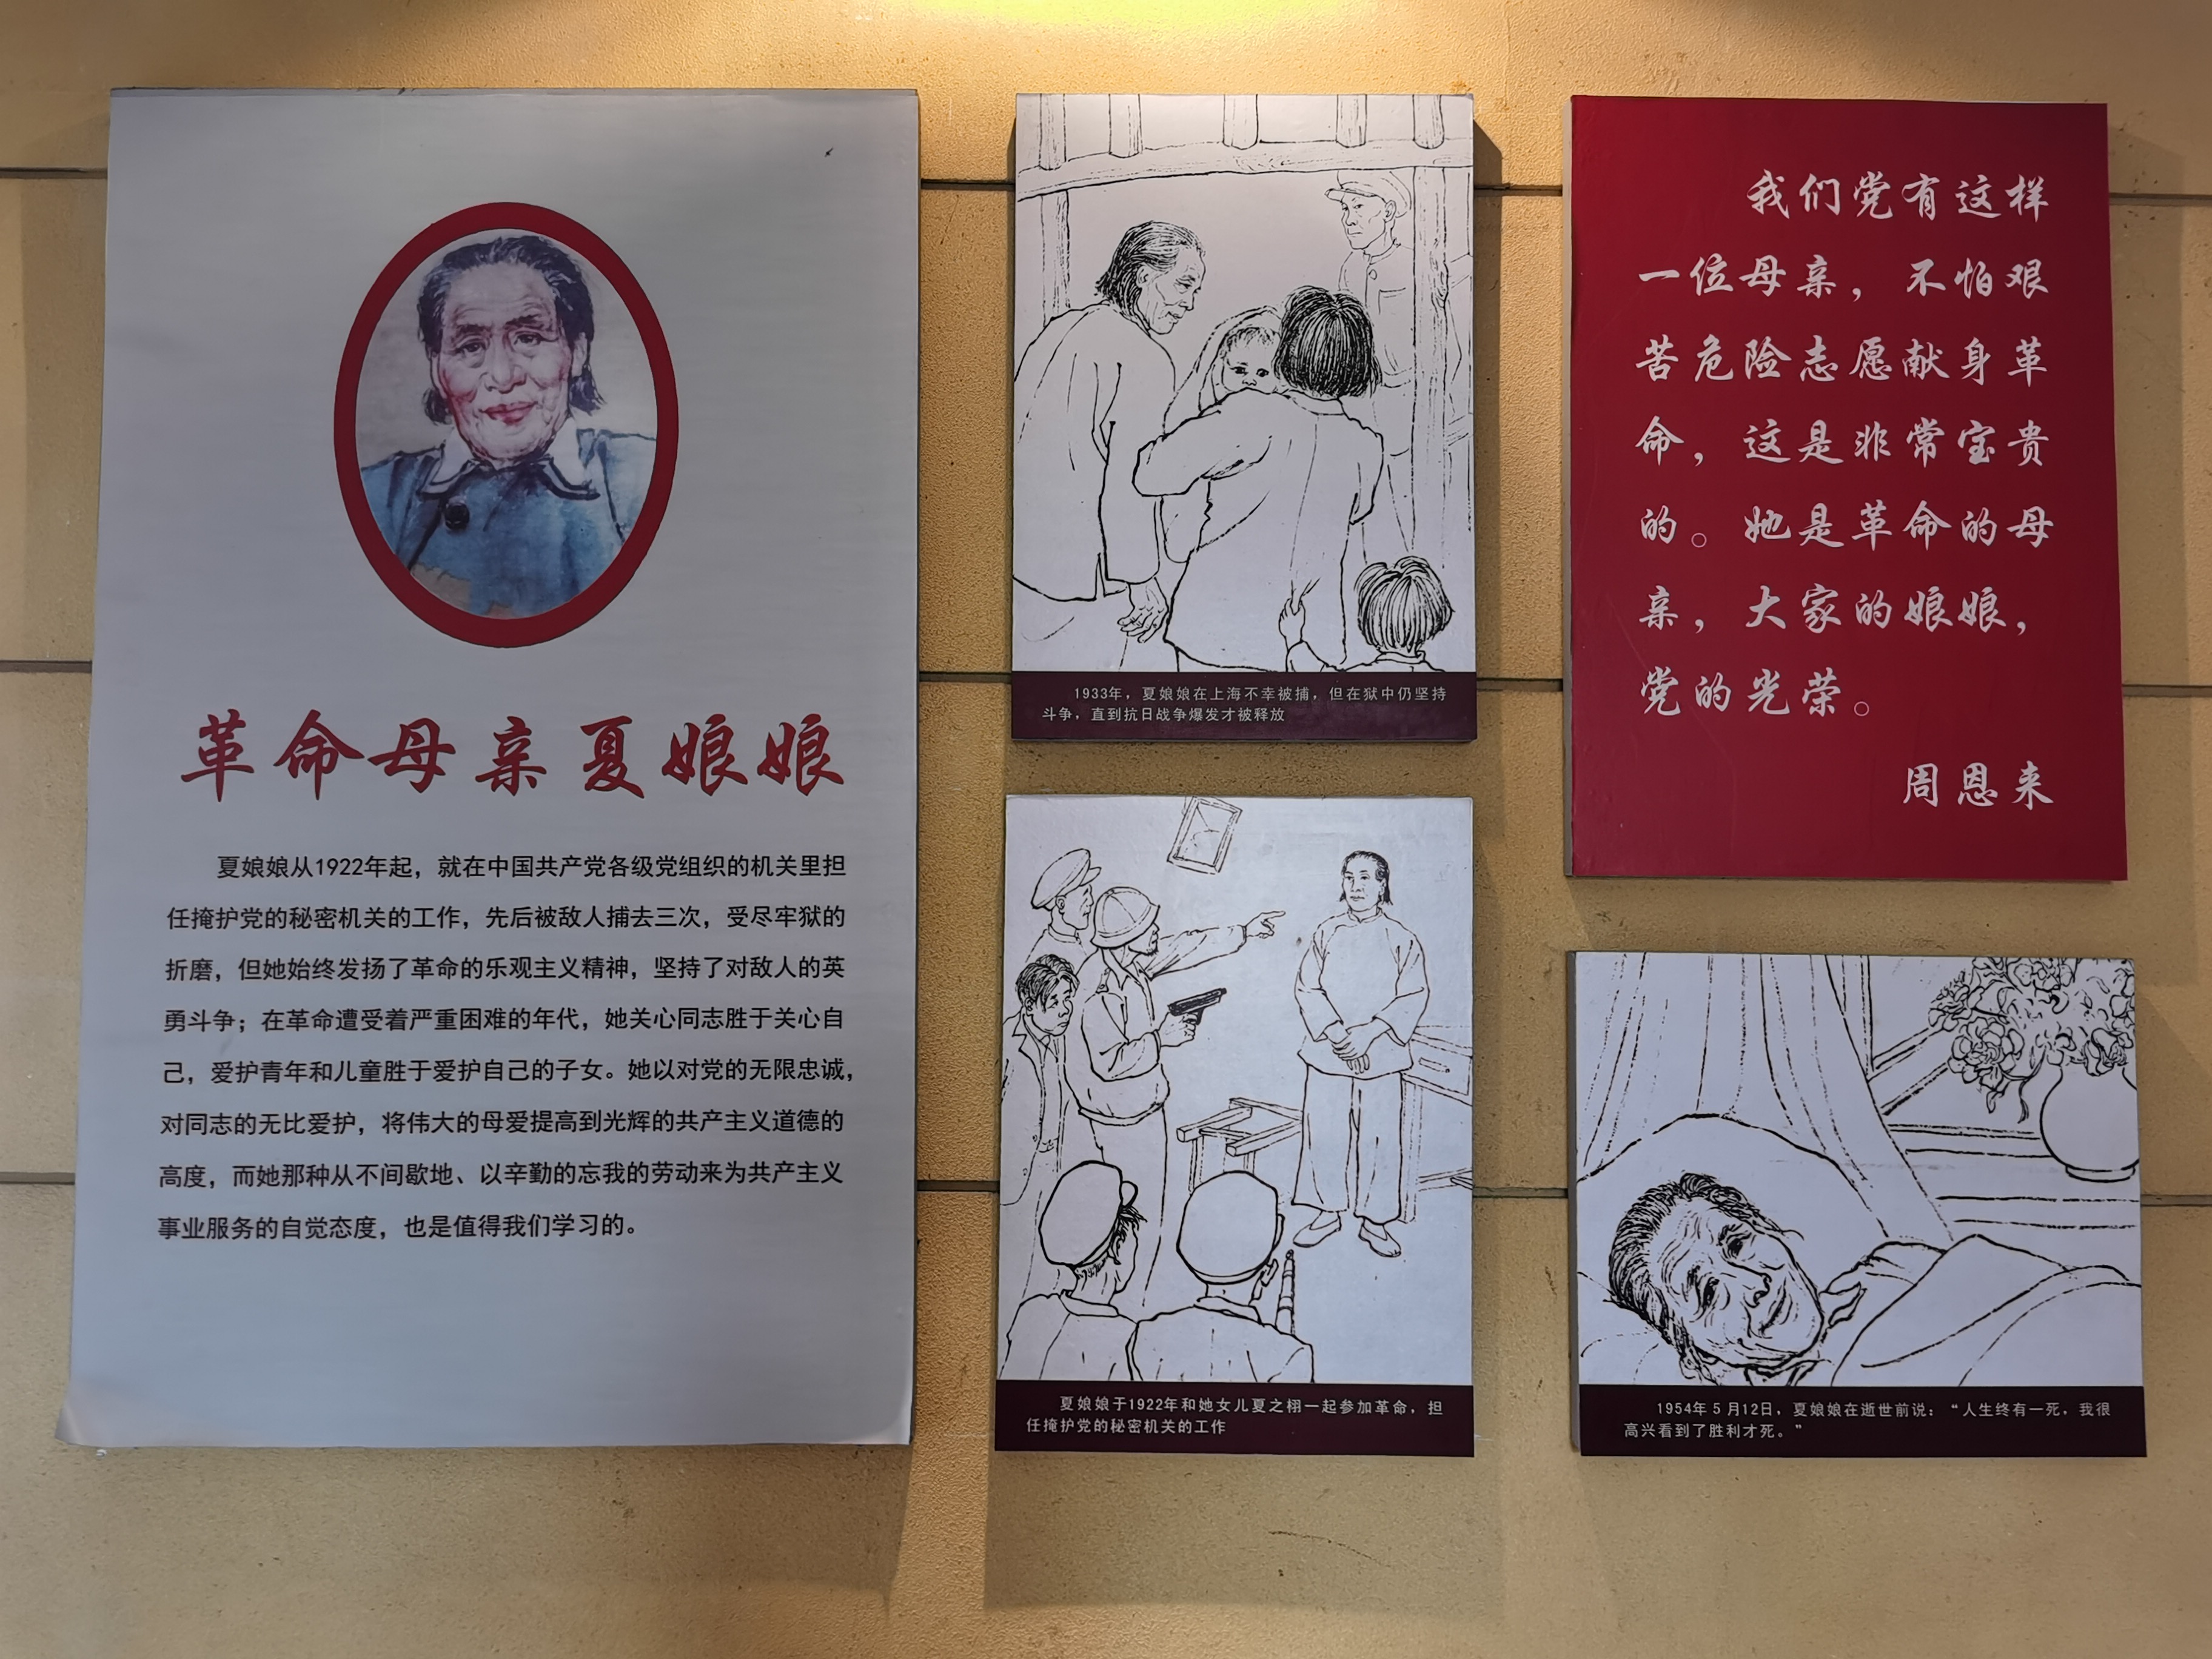 革命母亲夏娘娘
夏娘娘从1922年起，就在中国共产党各级党组织的机关里担
任掩护党的秘密机关的工作，先后被敌人捕去三次，受尽牢狱的
折磨，但她始终发扬了革命的乐观主义精神，坚持了对敌人的英
勇斗争；在革命遭受着严重困难的年代，她关心同志胜于关心自
己，爱护青年和儿童胜于爱护自己的子女。她以对党的无限忠诚，
对同志的无比爱护，将伟大的母爱提高到光辉的共产主义道德的
高度，而她那种从不间歇地、以辛勤的忘我的劳动来为共产主义
事业服务的自觉态度，也是值得我们学习的。
1933年，夏娘娘在上海不幸被捕，但在狱中仍坚持
斗争，直到抗日战争爆发才被释放
夏娘娘于1922年和她女儿夏之栩一起参加革命，担
任掩护党的秘密机关的工作
我们党有这样
一位母亲，不怕艰
苦危险志愿献身革
命，这是非常宝贵
的。她是革命的母
亲，大家的娘娘，
党的光荣。
周恩来
1954年5月12日，夏娘娘在逝世前说：“人生终有一死，我很
高兴看到了胜利才死。”